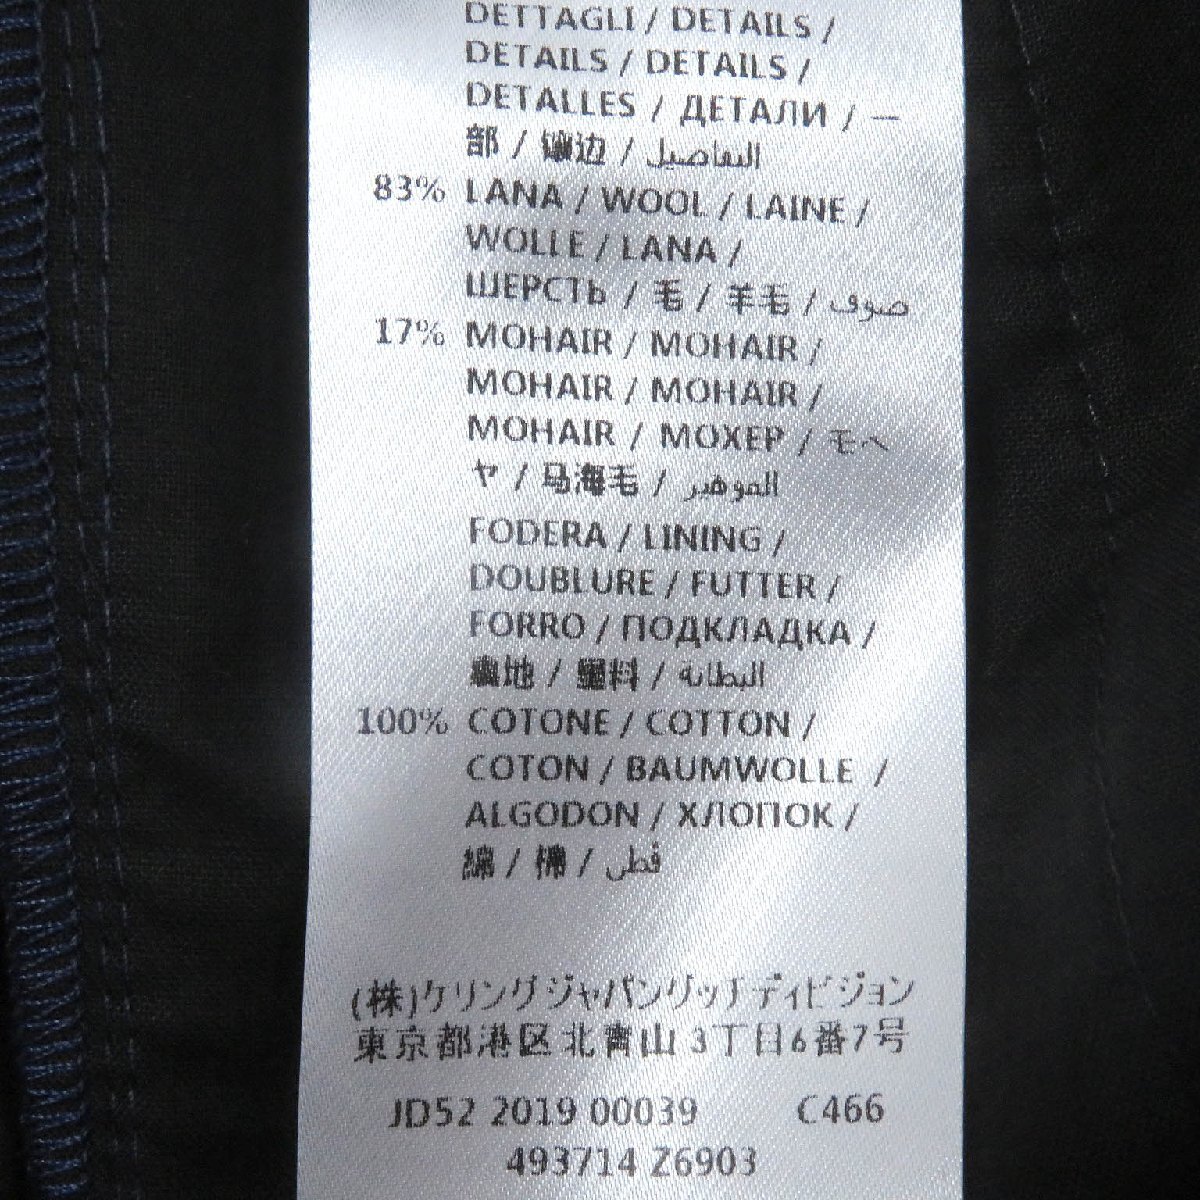 DETTAGLI / DETAILS /
DETAILS / DETAILS /
DETALLES / ДЕТАЛИ / 一
部 / 镶边 / التفاصيل
83% LANA / WOOL / LAINE /
WOLLE / LANA /
ШЕРСТЬ / 毛 / 羊毛 / صوف
17% MOHAIR / MOHAIR /
MOHAIR / MOHAIR /
MOHAIR / МОХЕР / モヘ
ヤ / 马海毛 / الموهير
FODERA / LINING /
DOUBLURE / FUTTER /
FORRO / ПОДКЛАДКА /
裏地 / 里料 / البطانة
100% COTONE / COTTON /
COTON / BAUMWOLLE /
ALGODON / ХЛОПОК /
綿 / 棉 / قطن
(株)ケリングジャパングッチディビジョン
東京都港区北青山3丁目6番7号
JD52 2019 00039 C466
493714 Z6903